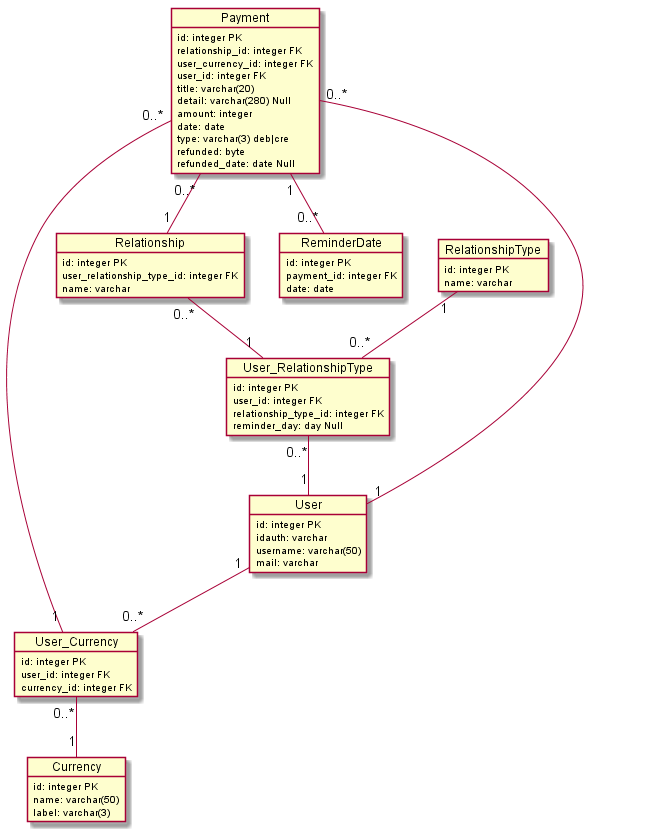 Payment
id: integer PK
relationship_id: integer FK
user_currency_id: integer FK
user_id: integer FK
title: varchar(20)
detail: varchar(280) Null
amount: integer
date: date
type: varchar(3) deb|cre
refunded: byte
refunded_date: date Null
0..*
0..*
0..*
1
1
0..*
Relationship
id: integer PK
user_relationship_type_id: integer FK
name: varchar
ReminderDate
id: integer PK
payment_id: integer FK
date: date
RelationshipType
id: integer PK
name: varchar
0..*
1
1
0..*
User_RelationshipType
id: integer PK
user_id: integer FK
relationship_type_id: integer FK
reminder_day: day Null
0..*
1
1
User
id: integer PK
idauth: varchar
username: varchar(50)
mail: varchar
1
1
0..*
User_Currency
id: integer PK
user_id: integer FK
currency_id: integer FK
0..*
1
Currency
id: integer PK
name: varchar(50)
label: varchar(3)